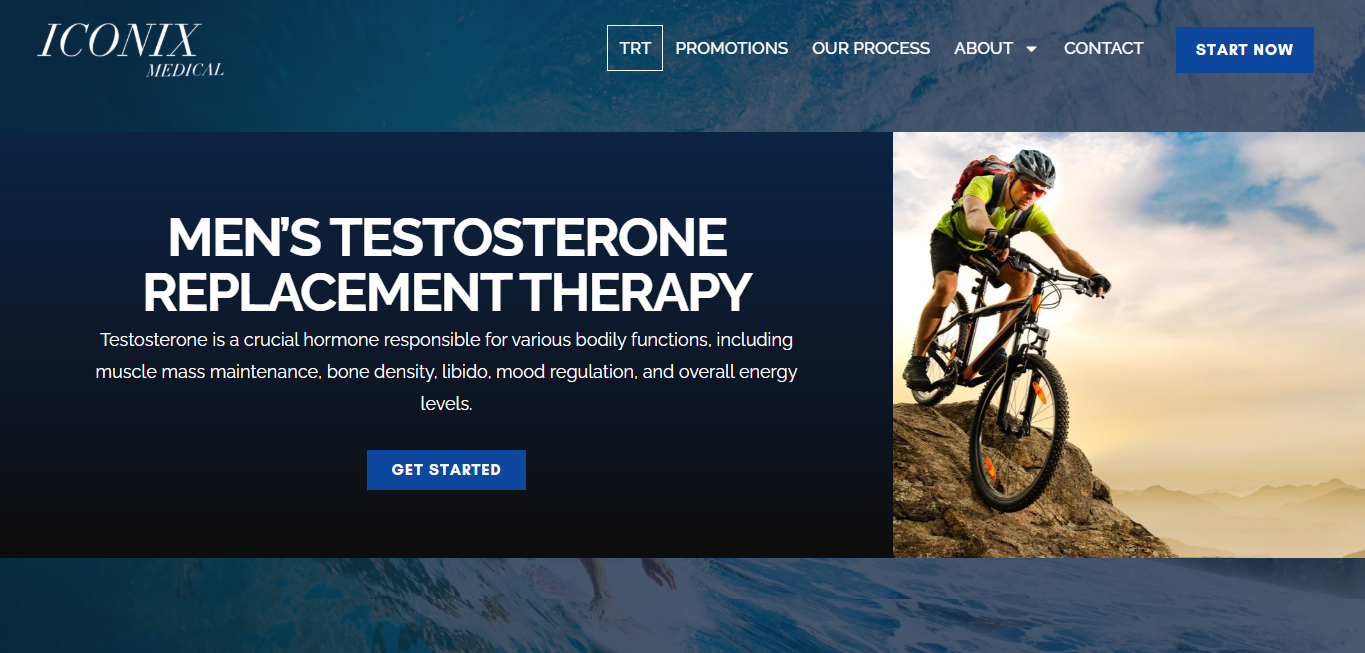 ICONIX
MEDICAL
TRT
PROMOTIONS
OUR PROCESS
ABOUT
CONTACT
START NOW
MEN’S TESTOSTERONE
REPLACEMENT THERAPY
Testosterone is a crucial hormone responsible for various bodily functions, including
muscle mass maintenance, bone density, libido, mood regulation, and overall energy
levels.
GET STARTED